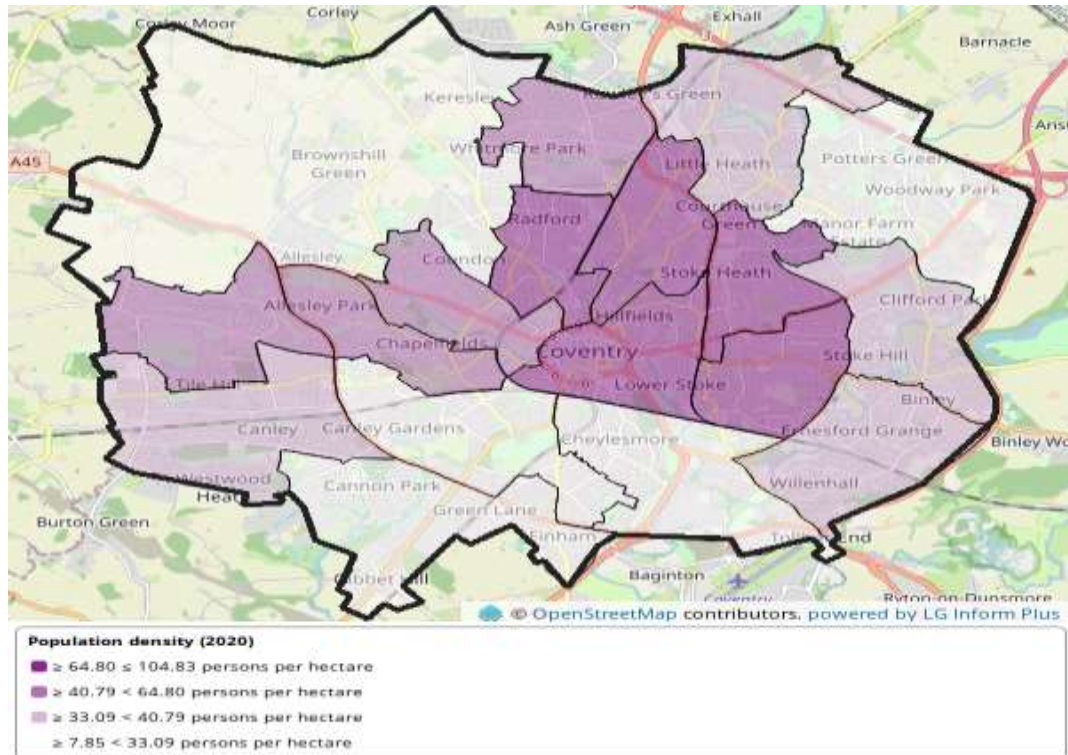 Corley
Corley Moor
Ash Green
Exhall
Barnacle
Keresley
Rowley's Green
Brownshill
Green
Whitmore Park
Little Heath
Potters Green
Woodway Park
A45
Radford
Courthouse
Green
Manor Farm
Estate
Allesley
Coundon
Stoke Heath
Allesley Park
Clifford Park
Chapelfields
Hillfields
Coventry
Stoke Hill
Tile Hill
Lower Stoke
Binley
Canley
Canley Gardens
Cheylesmore
Ernesford Grange
Binley Wo
Westwood
Heath
Cannon Park
Willenhall
Burton Green
Green Lane
Finham
End
Gibbet Hill
Baginton
Coventry
Ryton-on-Dunsmore
© OpenStreetMap contributors, powered by LG Inform Plus
Population density (2020)
≥ 64.80 ≤ 104.83 persons per hectare
≥ 40.79 < 64.80 persons per hectare
≥ 33.09 < 40.79 persons per hectare
≥ 7.85 < 33.09 persons per hectare